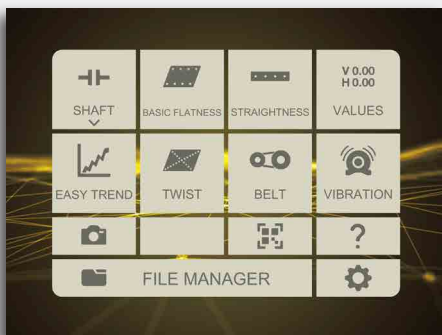 V 0.00
H 0.00
SHAFT
BASIC FLATNESS
STRAIGHTNESS
VALUES
EASY TREND
TWIST
BELT
VIBRATION
?
FILE MANAGER